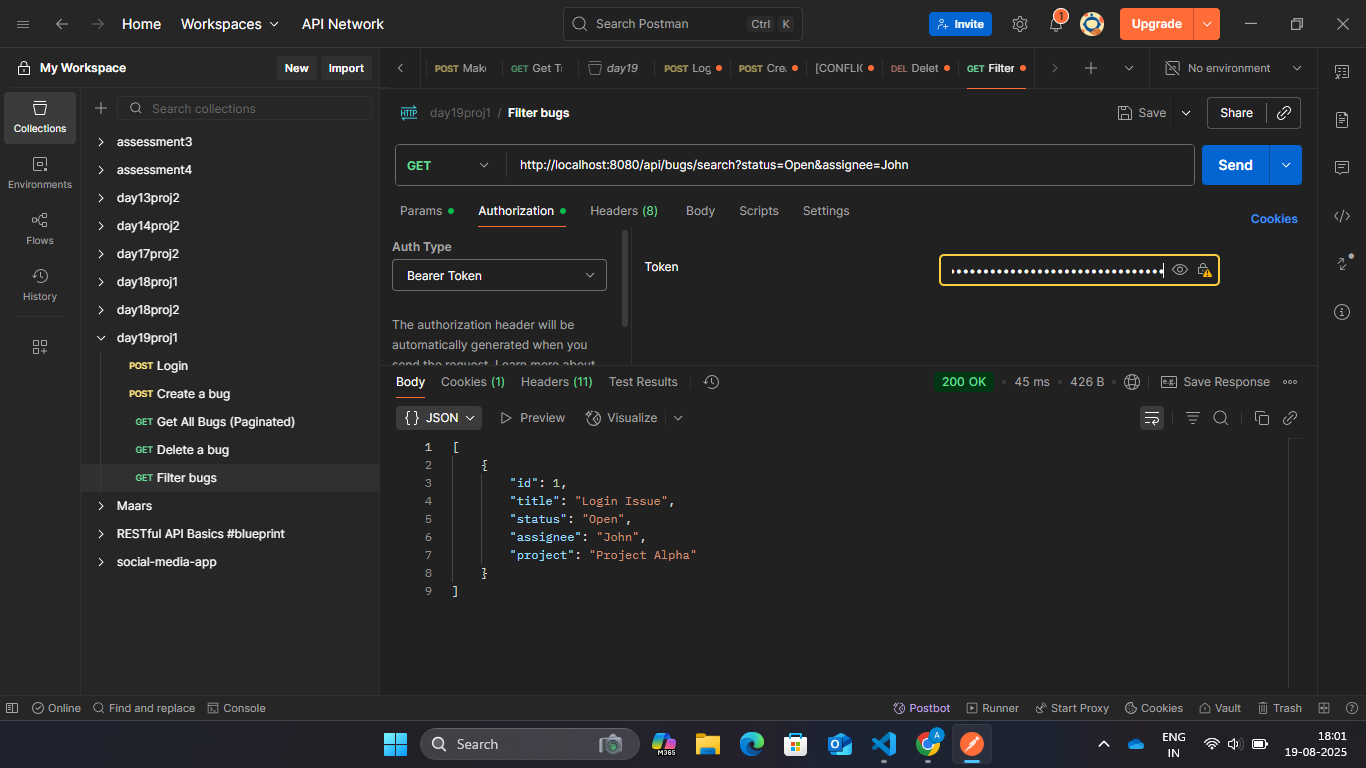 Home
Workspaces
API Network
Search Postman
Ctrl K
Invite
1
Upgrade
My Workspace
New
Import
POST Make
GET Get T
day19
POST Log
POST Cre
[CONFLIC
DEL Delet
GET Filter
No environment
Collections
Environments
Flows
History
Search collections
assessment3
assessment4
day13proj2
day14proj2
day17proj2
day18proj1
day18proj2
day19proj1
POST Login
POST Create a bug
GET Get All Bugs (Paginated)
GET Delete a bug
GET Filter bugs
Maars
RESTful API Basics #blueprint
social-media-app
HTTP
day19proj1 / Filter bugs
Save
Share
GET
http://localhost:8080/api/bugs/search?status=Open&assignee=John
Send
Params
Authorization
Headers (8)
Body
Scripts
Settings
Cookies
Auth Type
Bearer Token
The authorization header will be
automatically generated when you
send the request. Learn more about
Token
Body
Cookies (1)
Headers (11)
Test Results
200 OK
45 ms
426 B
e.g.
Save Response
{} JSON
Preview
Visualize
1 [
2 {
3 "id": 1,
4 "title": "Login Issue",
5 "status": "Open",
6 "assignee": "John",
7 "project": "Project Alpha"
8 }
9 ]
Online
Find and replace
Console
Postbot
Runner
Start Proxy
Cookies
Vault
Trash
Search
M365
A
ENG
IN
18:01
19-08-2025